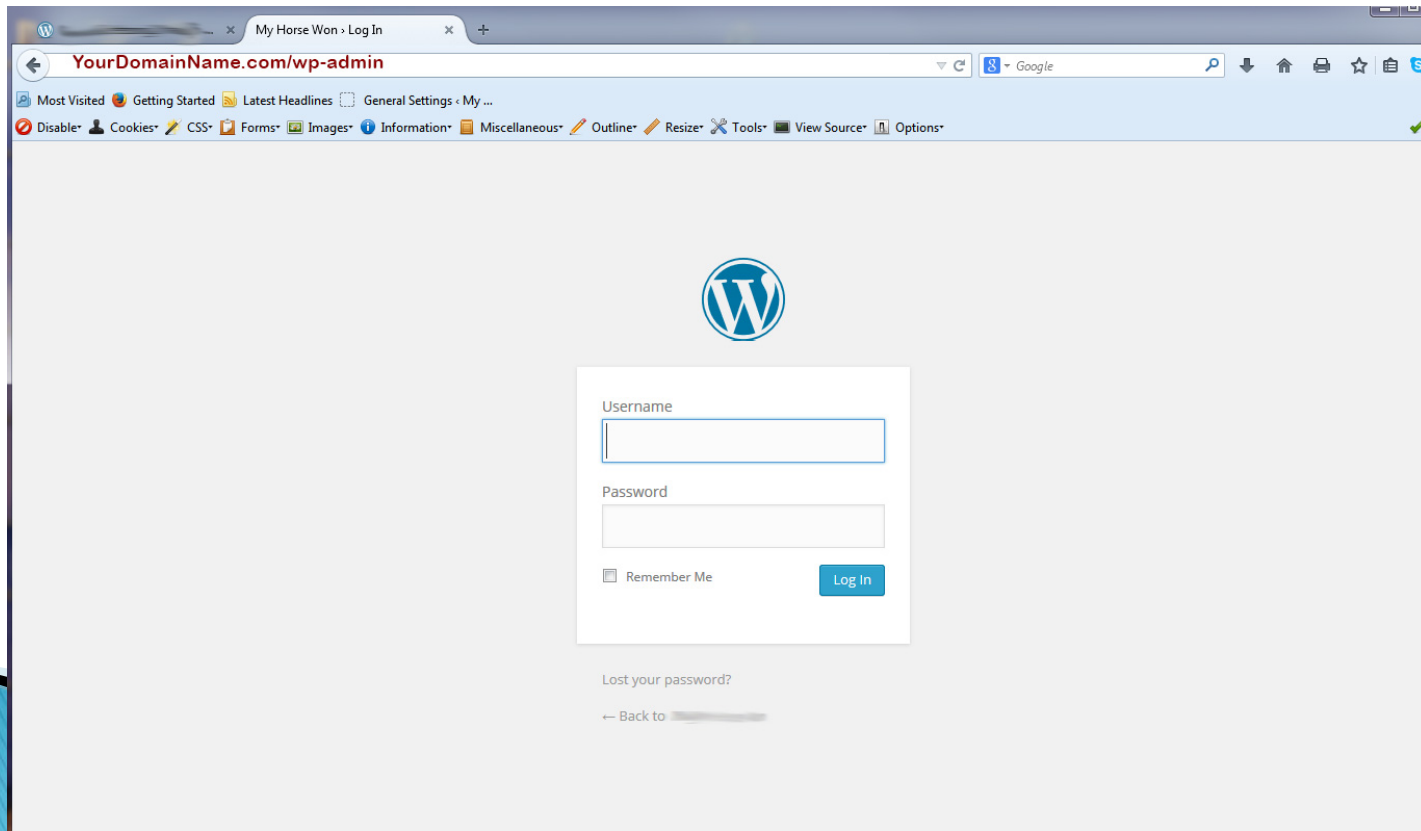 My Horse Won › Log In
YourDomainName.com/wp-admin
Google
Most Visited Getting Started Latest Headlines General Settings ‹ My ...
Disable Cookies CSS Forms Images Information Miscellaneous Outline Resize Tools View Source Options
Username
Password
Remember Me Log In
Lost your password?
← Back to